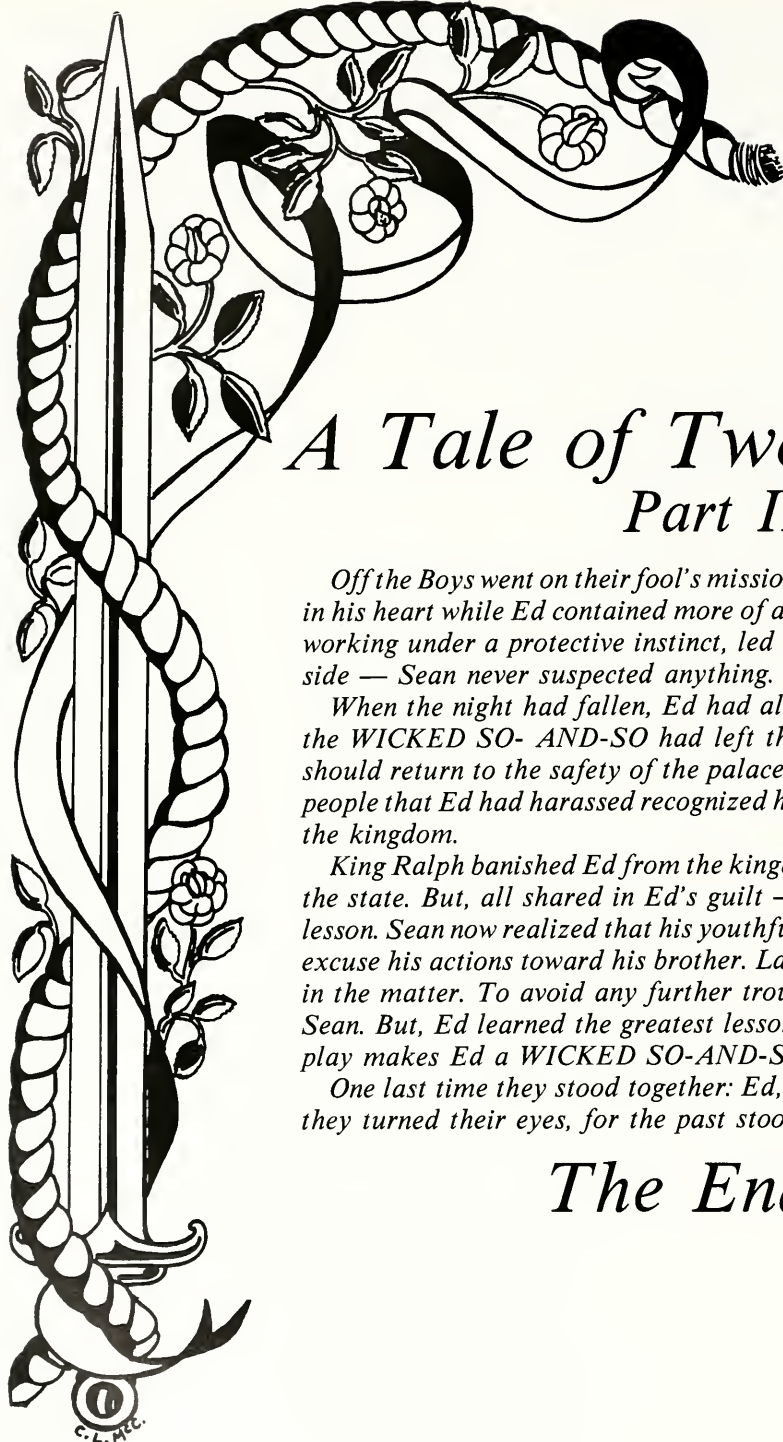 A Tale of Tw
Part I
Off the Boys went on their fool's missio
in his heart while Ed contained more of a
working under a protective instinct, led
side — Sean never suspected anything.
When the night had fallen, Ed had al
the WICKED SO- AND-SO had left th
should return to the safety of the palace
people that Ed had harassed recognized h
the kingdom.
King Ralph banished Ed from the kingd
the state. But, all shared in Ed's guilt –
lesson. Sean now realized that his youthfu
excuse his actions toward his brother. La
in the matter. To avoid any further trou
Sean. But, Ed learned the greatest lesso
play makes Ed a WICKED SO-AND-S
One last time they stood together: Ed,
they turned their eyes, for the past stoo
The En
C. L. McC.